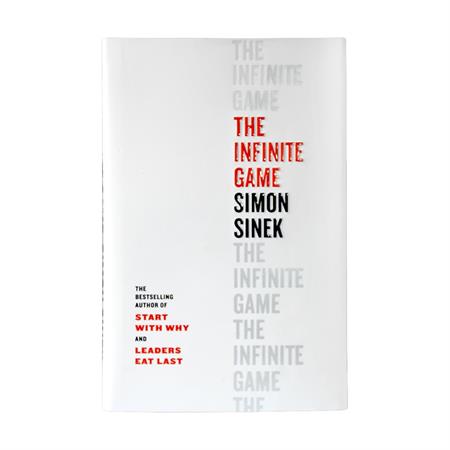 THE
INFINITE
GAME
THE
INFINITE
GAME
SIMON
SINEK
THE
INFINITE
GAME
THE
INFINITE
GAME
THE
THE
BESTSELLING
AUTHOR OF
START
WITH WHY
AND
LEADERS
EAT LAST